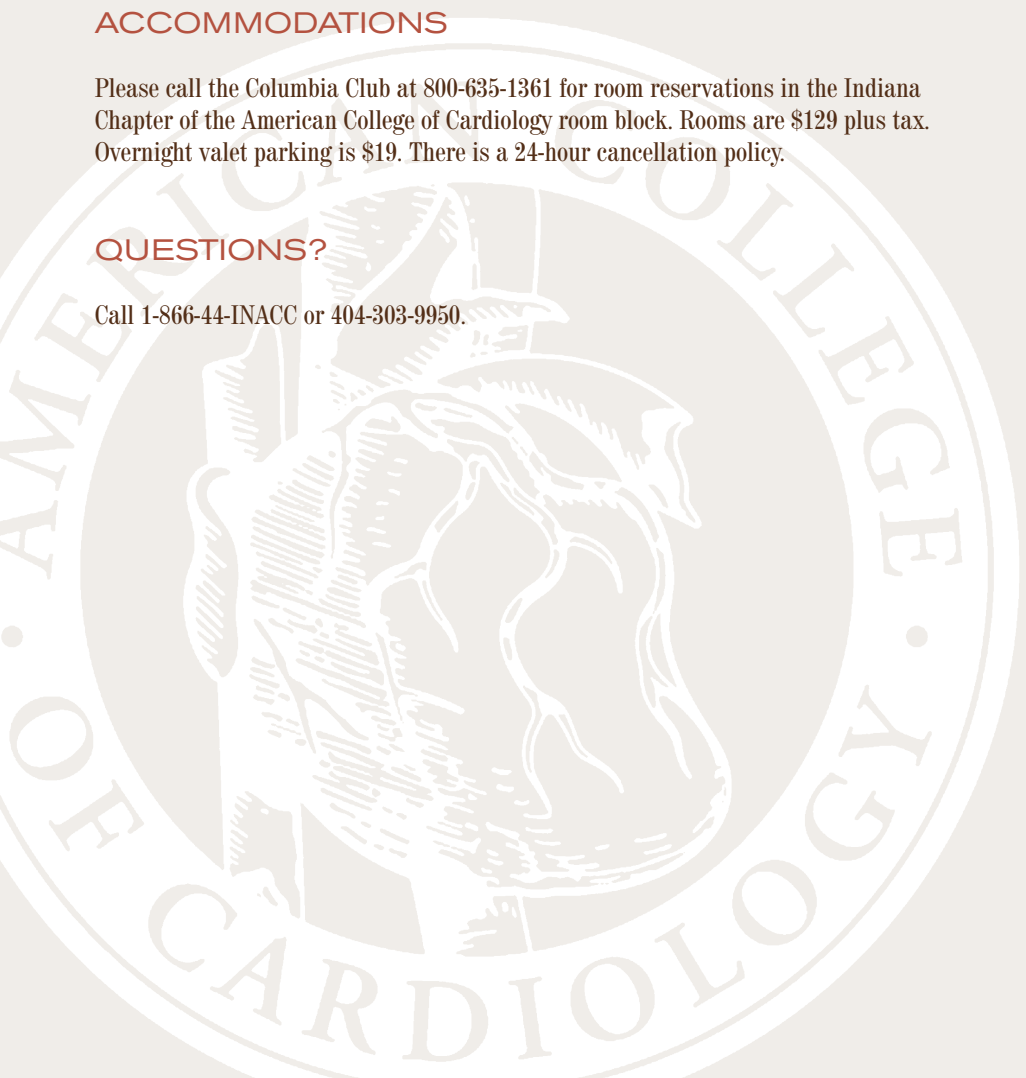 ACCOMMODATIONS
Please call the Columbia Club at 800-635-1361 for room reservations in the Indiana
Chapter of the American College of Cardiology room block. Rooms are $129 plus tax.
Overnight valet parking is $19. There is a 24-hour cancellation policy.
QUESTIONS?
Call 1-866-44-INACC or 404-303-9950.
AMERICAN COLLEGE
• OF CARDIOLOGY •